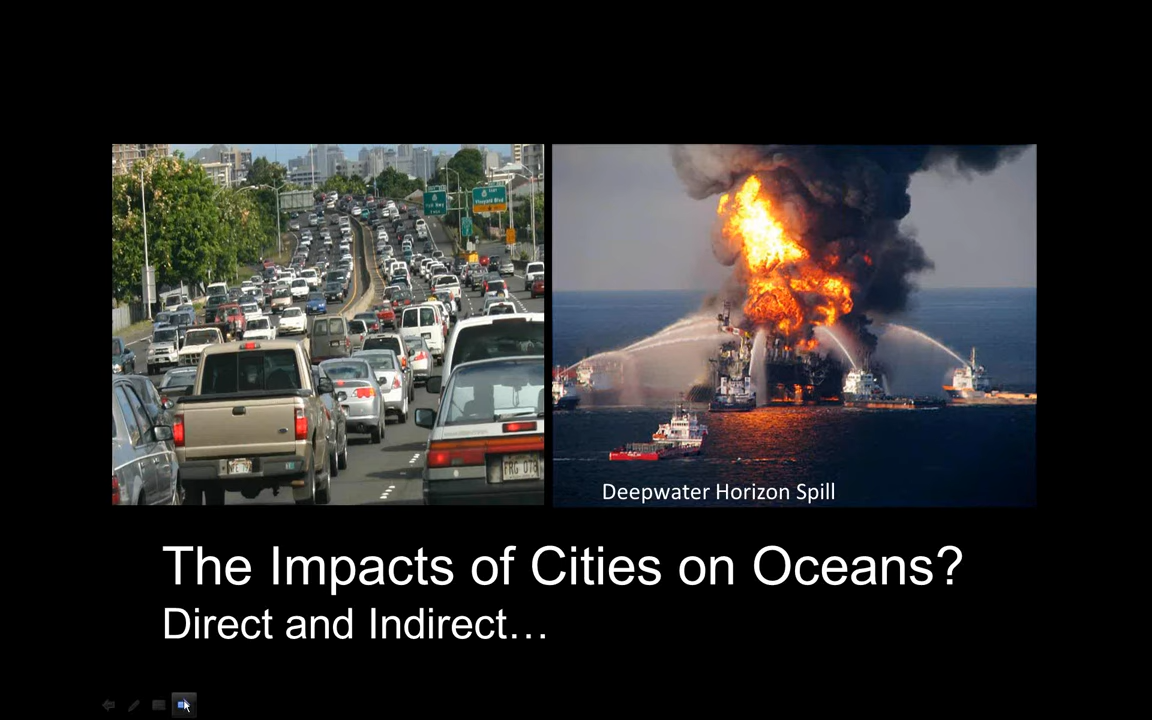 Deepwater Horizon Spill
The Impacts of Cities on Oceans?
Direct and Indirect…